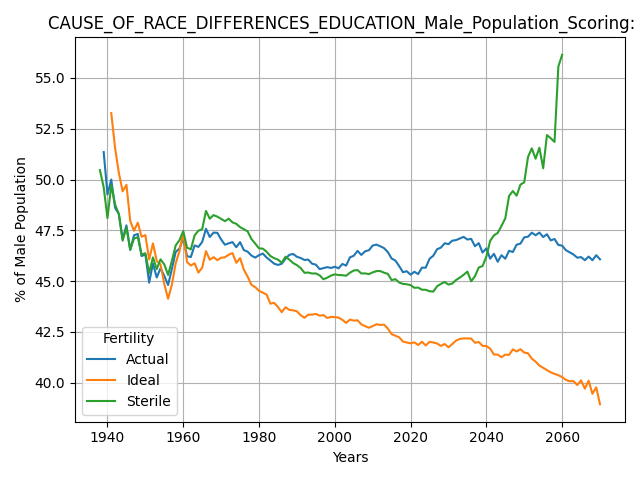 CAUSE_OF_RACE_DIFFERENCES_EDUCATION_Male_Population_Scoring:
% of Male Population
55.0
52.5
50.0
47.5
45.0
42.5
40.0
Fertility
Actual
Ideal
Sterile
1940 1960 1980 2000 2020 2040 2060
Years